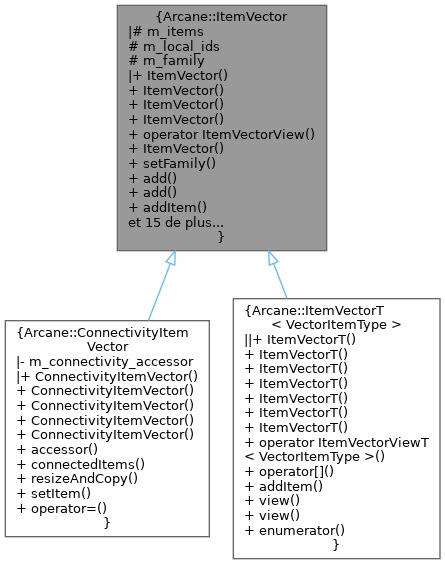 {Arcane::ItemVector
|# m_items
# m_local_ids
# m_family
|+ ItemVector()
+ ItemVector()
+ ItemVector()
+ ItemVector()
+ operator ItemVectorView()
+ ItemVector()
+ setFamily()
+ add()
+ add()
+ addItem()
et 15 de plus...
}
{Arcane::ConnectivityItem
Vector
|- m_connectivity_accessor
|+ ConnectivityItemVector()
+ ConnectivityItemVector()
+ ConnectivityItemVector()
+ ConnectivityItemVector()
+ ConnectivityItemVector()
+ accessor()
+ connectedItems()
+ resizeAndCopy()
+ setItem()
+ operator=()
}
{Arcane::ItemVectorT
< VectorItemType >
||+ ItemVectorT()
+ ItemVectorT()
+ ItemVectorT()
+ ItemVectorT()
+ ItemVectorT()
+ ItemVectorT()
+ ItemVectorT()
+ operator ItemVectorViewT
< VectorItemType >()
+ operator[]()
+ addItem()
+ view()
+ view()
+ enumerator()
}